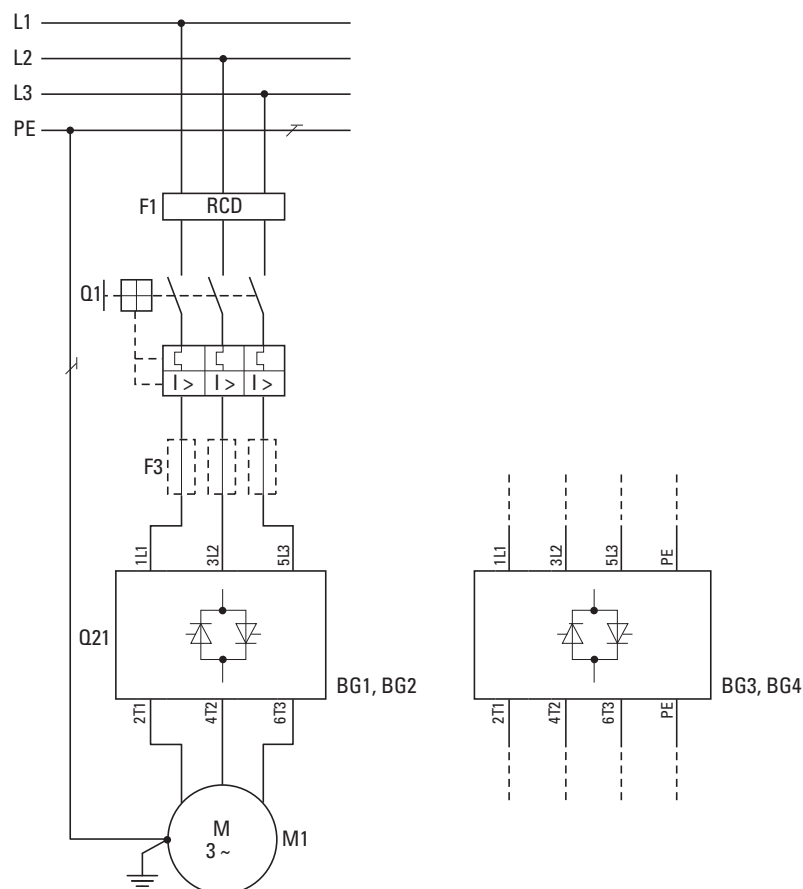 L1
L2
L3
PE
F1
RCD
Q1
I >
I >
I >
F3
1L1
3L2
5L3
Q21
BG1, BG2
2T1
4T2
6T3
M
3 ~
M1
1L1
3L2
5L3
PE
BG3, BG4
2T1
4T2
6T3
PE